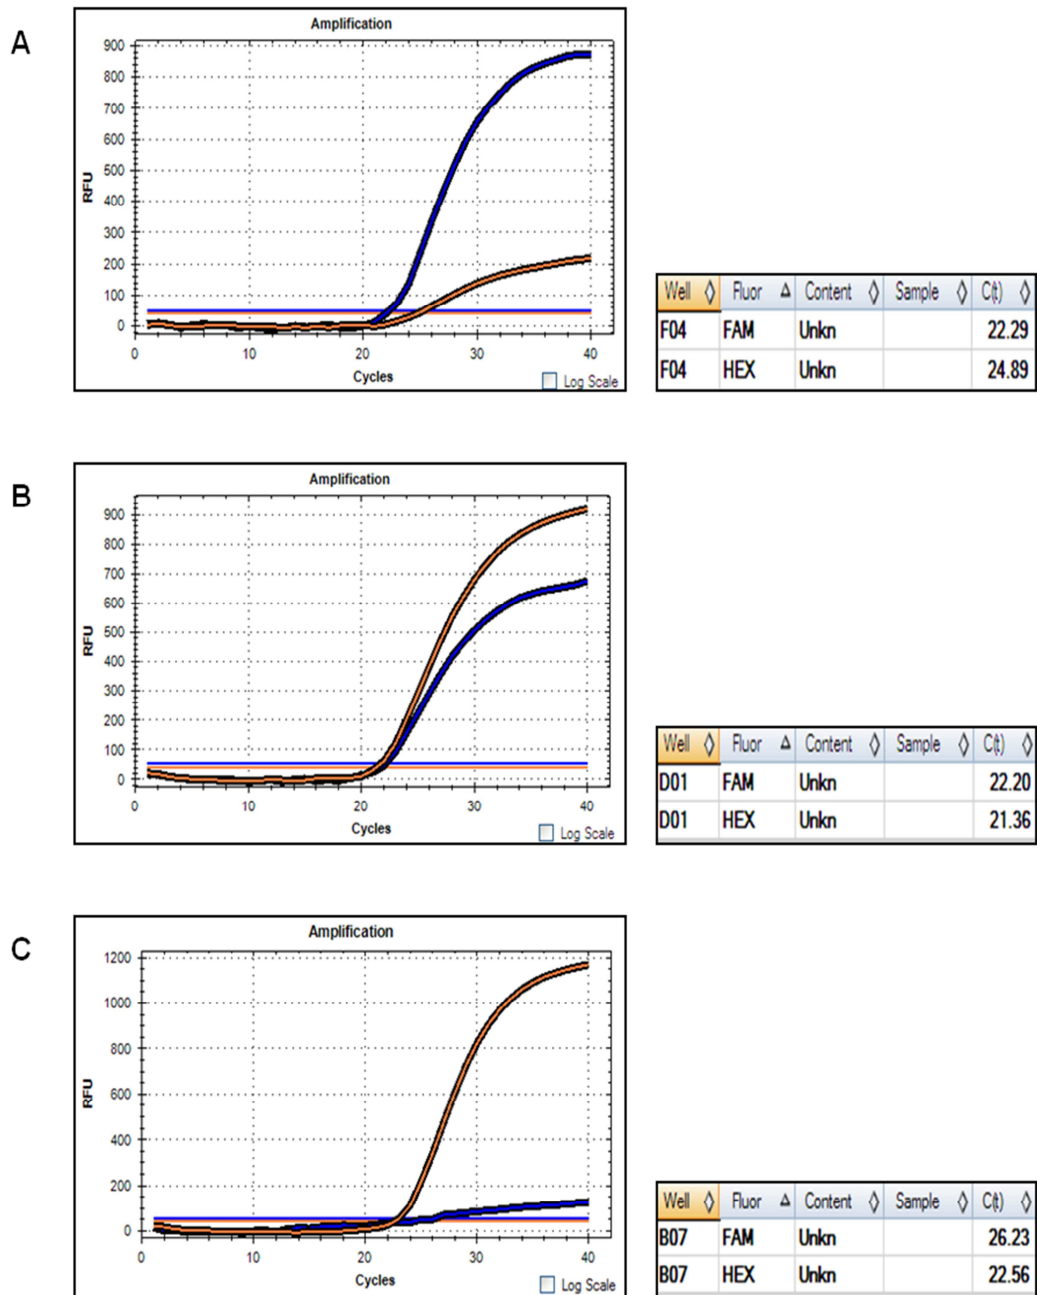 A
Amplification
900
800
700
600
500
400
300
200
100
0
RFU
0 10 20 30 40
Cycles
Log Scale
Well Fluor Content Sample C(t)
F04 FAM Unkn 22.29
F04 HEX Unkn 24.89
B
Amplification
900
800
700
600
500
400
300
200
100
0
RFU
0 10 20 30 40
Cycles
Log Scale
Well Fluor Content Sample C(t)
D01 FAM Unkn 22.20
D01 HEX Unkn 21.36
C
Amplification
1200
1000
800
600
400
200
0
RFU
0 10 20 30 40
Cycles
Log Scale
Well Fluor Content Sample C(t)
B07 FAM Unkn 26.23
B07 HEX Unkn 22.56